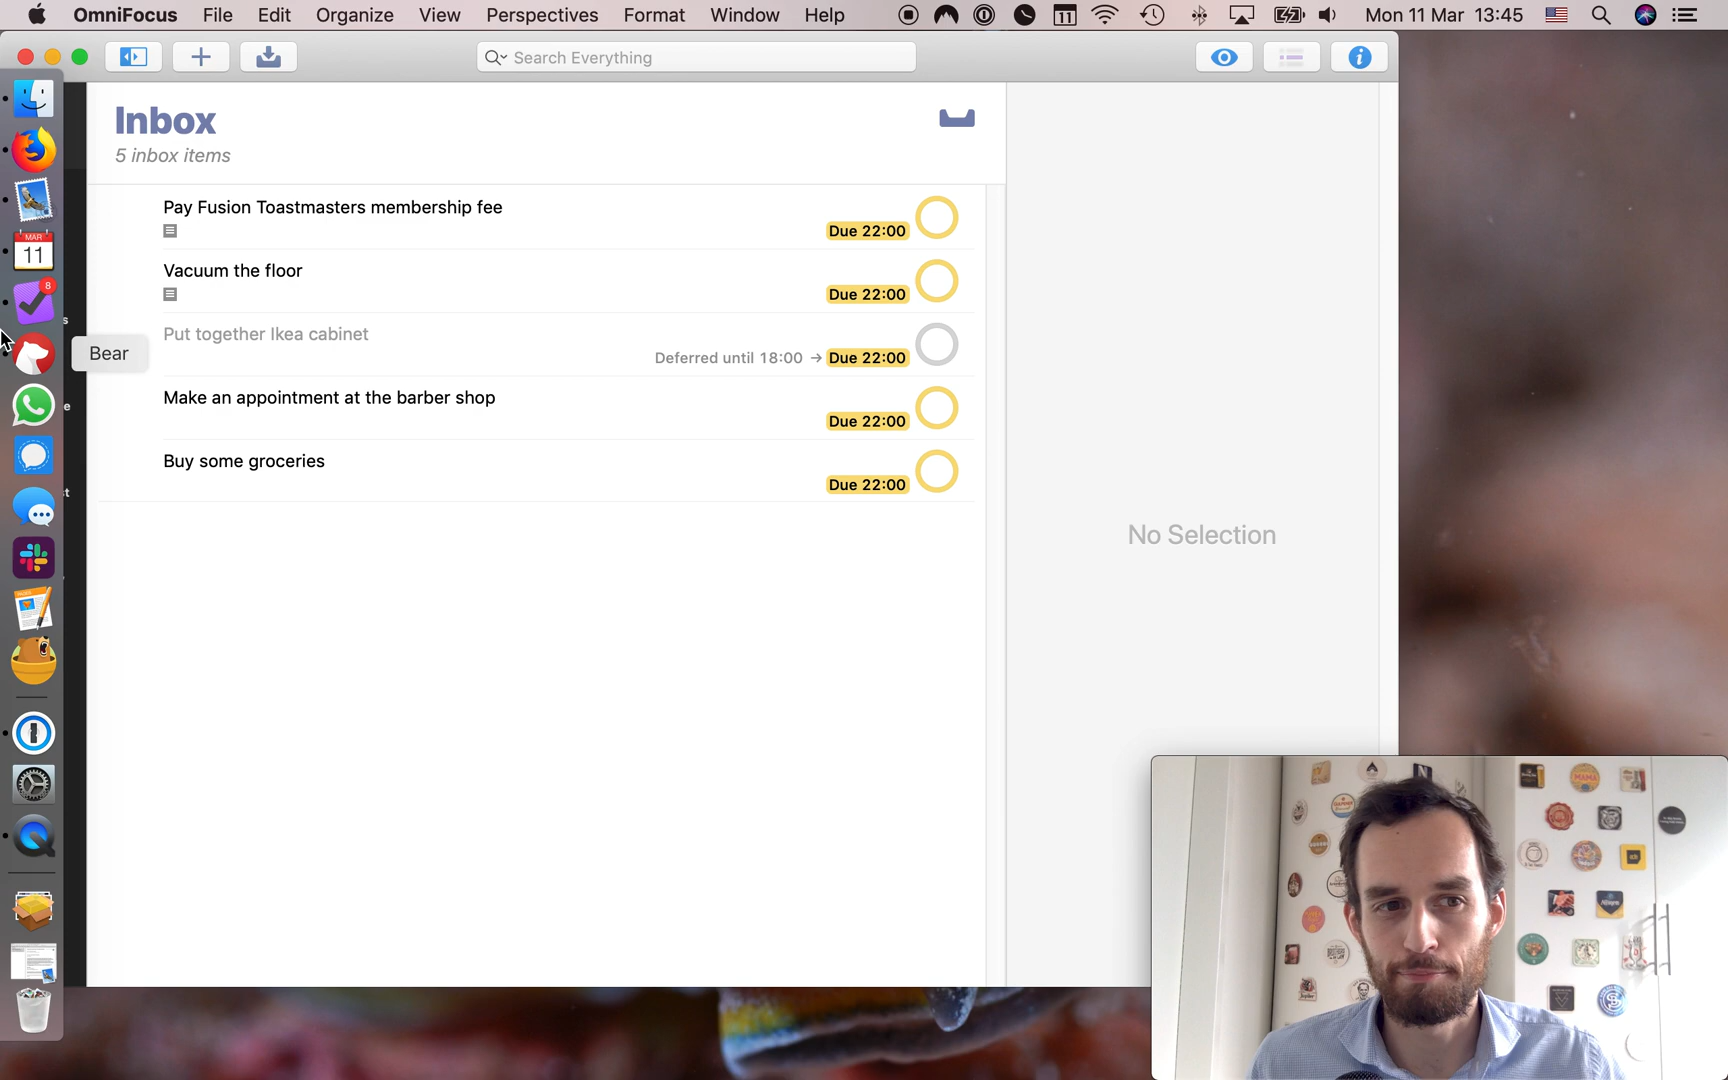 OmniFocus File Edit Organize View Perspectives Format Window Help 11 Mon 11 Mar 13:45
Search Everything
Inbox
5 inbox items
Pay Fusion Toastmasters membership fee
Due 22:00
Vacuum the floor
Due 22:00
Put together Ikea cabinet
Deferred until 18:00 → Due 22:00
Make an appointment at the barber shop
Due 22:00
Buy some groceries
Due 22:00
No Selection
MAR
11
8
Bear
s
e
t
MAMA